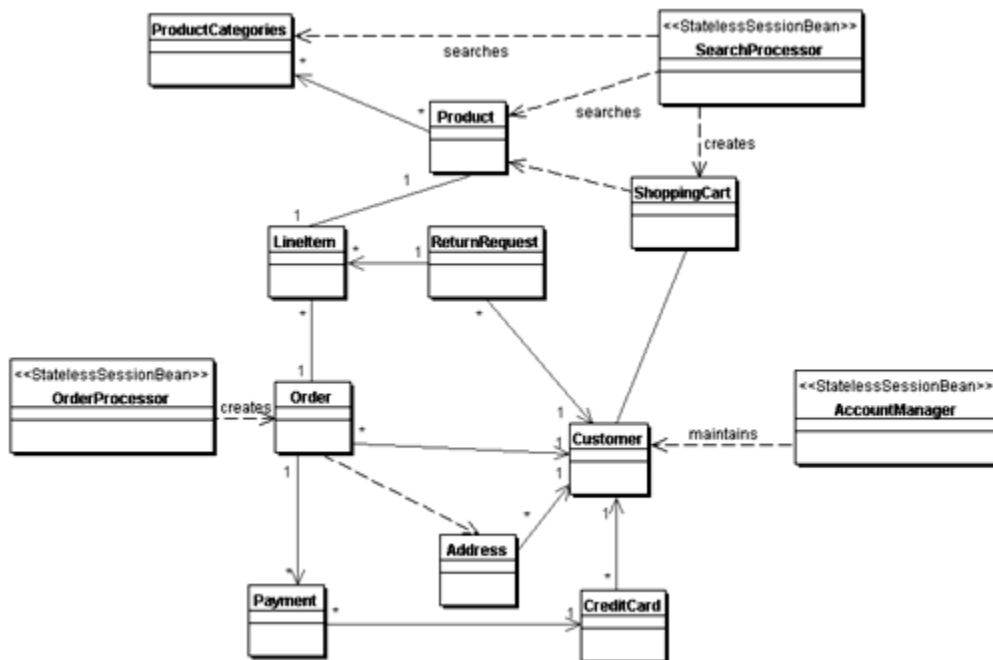 ProductCategories
<<StatelessSessionBean>>
SearchProcessor
searches
*
*
Product
searches
creates
1
ShoppingCart
1
LineItem
*
1
ReturnRequest
*
*
1
<<StatelessSessionBean>>
OrderProcessor
creates
Order
*
1
1
Customer
1
maintains
<<StatelessSessionBean>>
AccountManager
1
*
1
Address
*
Payment
*
1
*
CreditCard